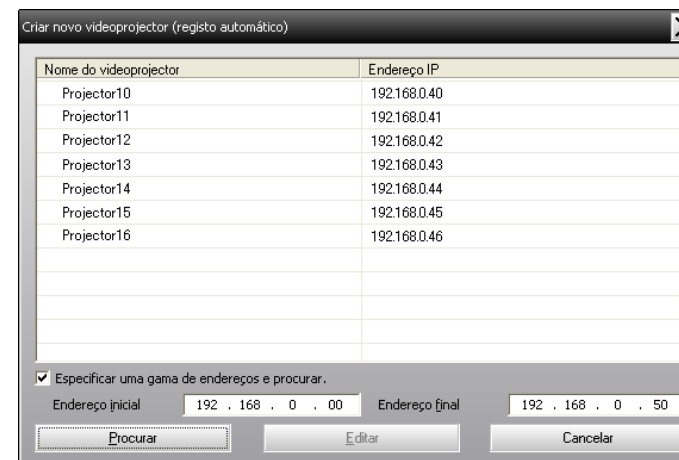 Criar novo videoprojector (registo automático)
Nome do videoprojector Endereço IP
Projector10 192.168.0.40
Projector11 192.168.0.41
Projector12 192.168.0.42
Projector13 192.168.0.43
Projector14 192.168.0.44
Projector15 192.168.0.45
Projector16 192.168.0.46
Especificar uma gama de endereços e procurar.
Endereço inicial 192 . 168 . 0 . 00 Endereço final 192 . 168 . 0 . 50
Procurar Editar Cancelar